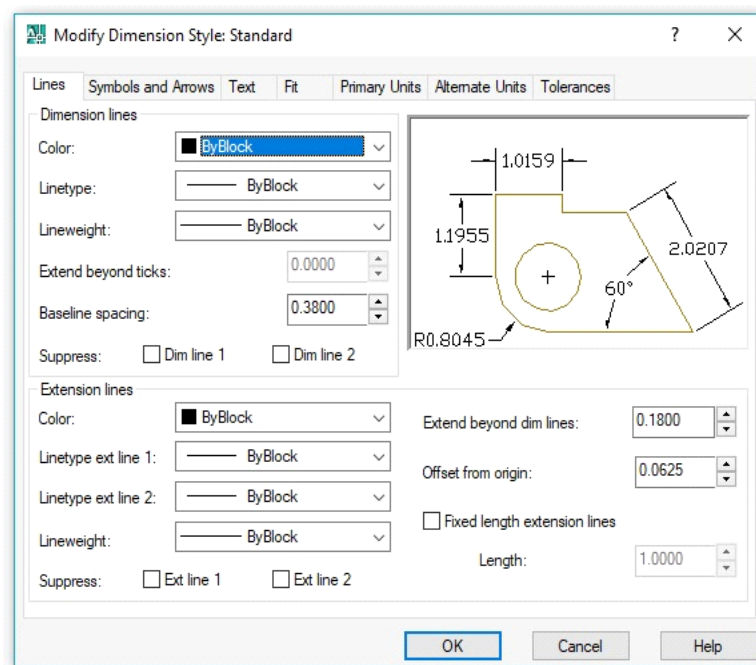 Modify Dimension Style: Standard
?
Lines Symbols and Arrows Text Fit Primary Units Alternate Units Tolerances
Dimension lines
Color: ByBlock
Linetype: ByBlock
Lineweight: ByBlock
Extend beyond ticks: 0.0000
Baseline spacing: 0.3800
Suppress: Dim line 1 Dim line 2
1.0159
1.1955
2.0207
60°
R0.8045
Extension lines
Color: ByBlock
Linetype ext line 1: ByBlock
Linetype ext line 2: ByBlock
Lineweight: ByBlock
Suppress: Ext line 1 Ext line 2
Extend beyond dim lines: 0.1800
Offset from origin: 0.0625
Fixed length extension lines
Length: 1.0000
OK Cancel Help